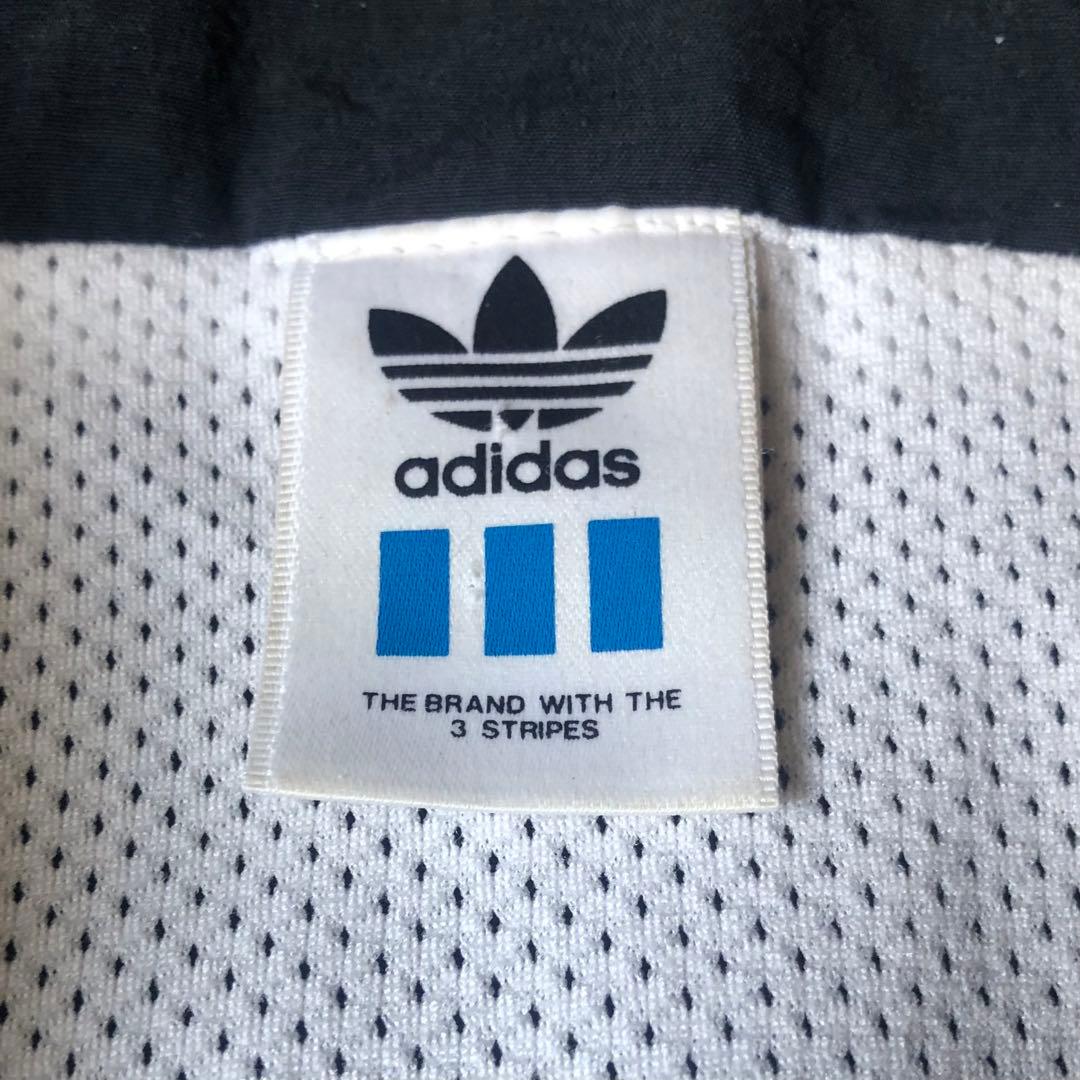 adidas
THE BRAND WITH THE
3 STRIPES